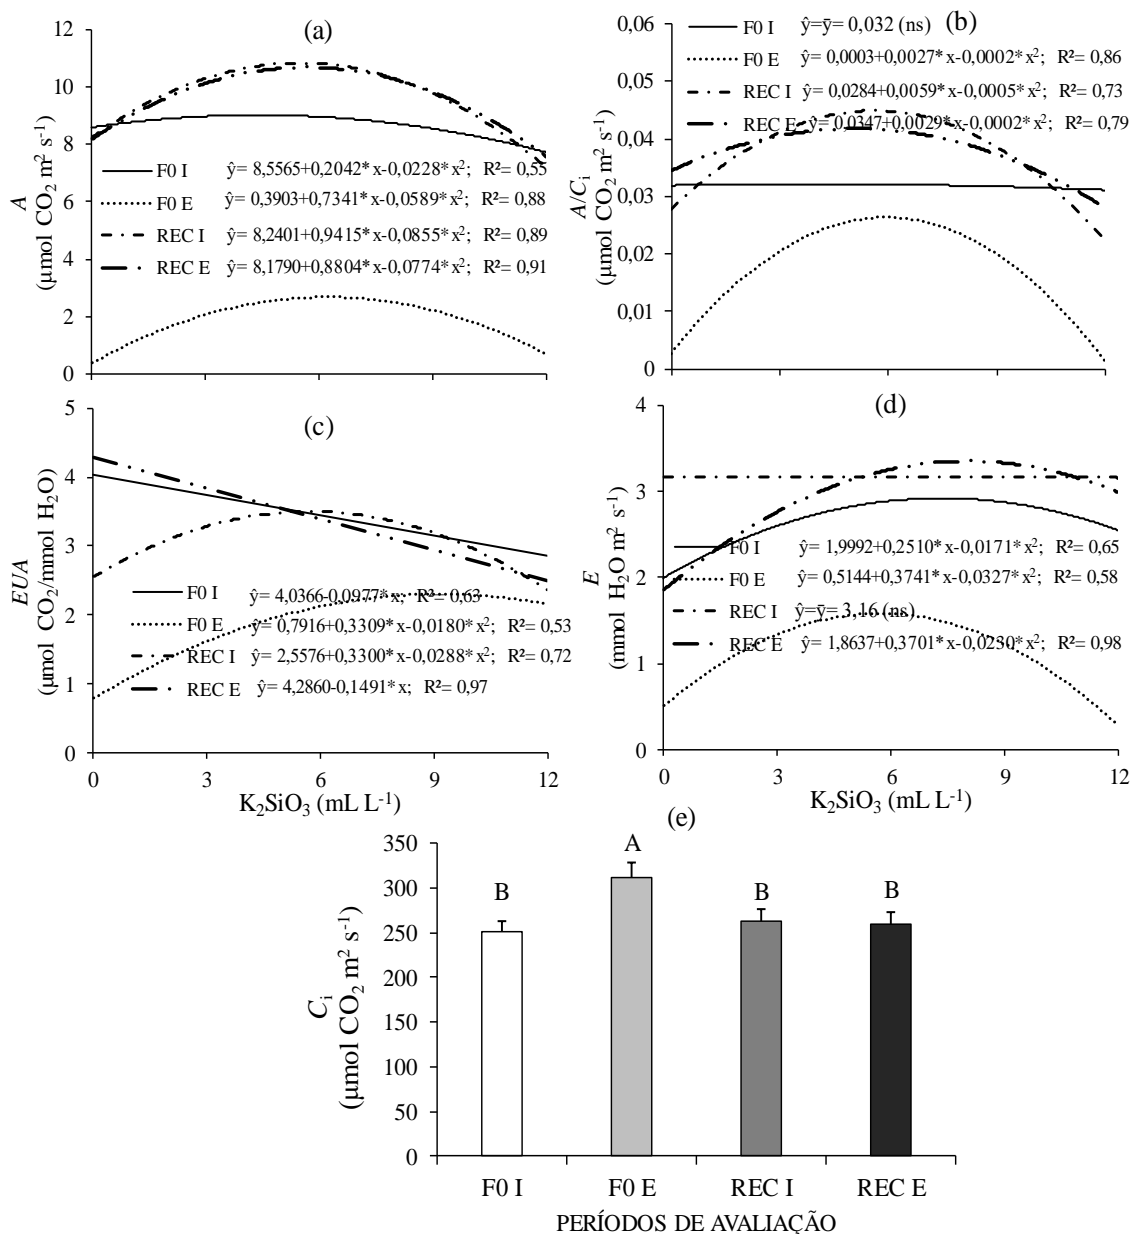 (a)
12
10
8
6
4
2
0
A
(µmol CO₂ m² s⁻¹)
F0 I ŷ= 8,5565+0,2042* x-0,0228* x²; R²= 0,55
F0 E ŷ= 0,3903+0,7341* x-0,0589* x²; R²= 0,88
REC I ŷ= 8,2401+0,9415* x-0,0855* x²; R²= 0,89
REC E ŷ= 8,1790+0,8804* x-0,0774* x²; R²= 0,91
(b)
0,06
0,05
0,04
0,03
0,02
0,01
0
A/Cᵢ
(µmol CO₂ m² s⁻¹)
F0 I ŷ=ȳ= 0,032 (ns)
F0 E ŷ= 0,0003+0,0027* x-0,0002* x²; R²= 0,86
REC I ŷ= 0,0284+0,0059* x-0,0005* x²; R²= 0,73
REC E ŷ= 0,0347+0,0029* x-0,0002* x²; R²= 0,79
(c)
5
4
3
2
1
0
EUA
(µmol CO₂/mmol H₂O)
F0 I ŷ= 4,0366-0,0977* x; R²= 0,63
F0 E ŷ= 0,7916+0,3309* x-0,0180* x²; R²= 0,53
REC I ŷ= 2,5576+0,3300* x-0,0288* x²; R²= 0,72
REC E ŷ= 4,2860-0,1491* x; R²= 0,97
0 3 6 9 12
K₂SiO₃ (mL L⁻¹)
(d)
4
3
2
1
0
E
(mmol H₂O m² s⁻¹)
F0 I ŷ= 1,9992+0,2510* x-0,0171* x²; R²= 0,65
F0 E ŷ= 0,5144+0,3741* x-0,0327* x²; R²= 0,58
REC I ŷ=ȳ= 3,16 (ns)
REC E ŷ= 1,8637+0,3701* x-0,0230* x²; R²= 0,98
0 3 6 9 12
K₂SiO₃ (mL L⁻¹)
(e)
350
300
250
200
150
100
50
0
Cᵢ
(µmol CO₂ m² s⁻¹)
B A B B
F0 I F0 E REC I REC E
PERÍODOS DE AVALIAÇÃO